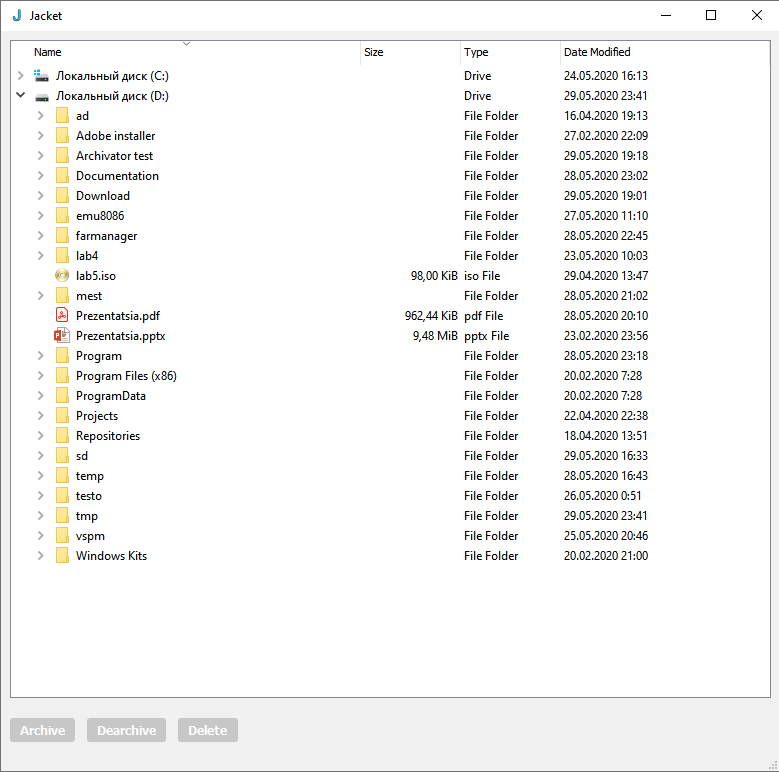 Jacket
Name Size Type Date Modified
Локальный диск (C:) Drive 24.05.2020 16:13
Локальный диск (D:) Drive 29.05.2020 23:41
ad File Folder 16.04.2020 19:13
Adobe installer File Folder 27.02.2020 22:09
Archivator test File Folder 29.05.2020 19:18
Documentation File Folder 28.05.2020 23:02
Download File Folder 29.05.2020 19:01
emu8086 File Folder 27.05.2020 11:10
farmanager File Folder 28.05.2020 22:45
lab4 File Folder 23.05.2020 10:03
lab5.iso 98,00 KiB iso File 29.04.2020 13:47
mest File Folder 28.05.2020 21:02
Prezentatsia.pdf 962,44 KiB pdf File 28.05.2020 20:10
Prezentatsia.pptx 9,48 MiB pptx File 23.02.2020 23:56
Program File Folder 28.05.2020 23:18
Program Files (x86) File Folder 20.02.2020 7:28
ProgramData File Folder 20.02.2020 7:28
Projects File Folder 22.04.2020 22:38
Repositories File Folder 18.04.2020 13:51
sd File Folder 29.05.2020 16:33
temp File Folder 28.05.2020 16:43
testo File Folder 26.05.2020 0:51
tmp File Folder 29.05.2020 23:41
vspm File Folder 25.05.2020 20:46
Windows Kits File Folder 20.02.2020 21:00
Archive Dearchive Delete